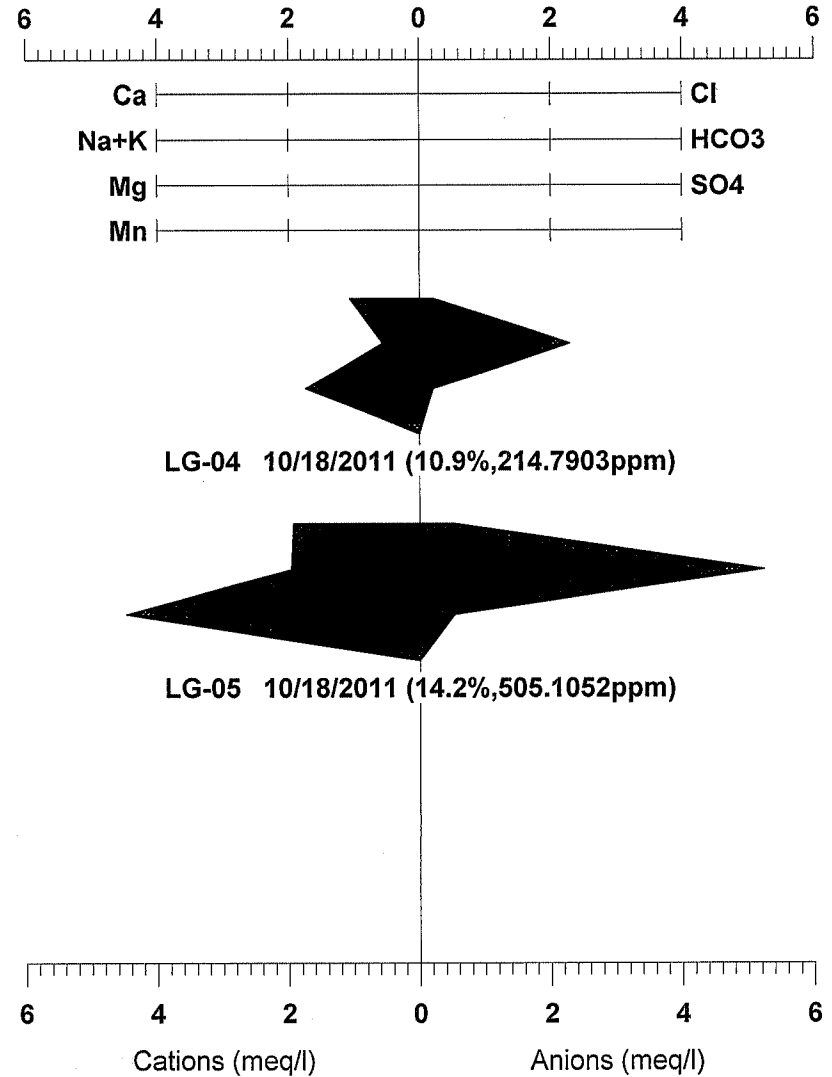 6 4 2 0 2 4 6
Ca Cl
Na+K HCO3
Mg SO4
Mn
LG-04 10/18/2011 (10.9%,214.7903ppm)
LG-05 10/18/2011 (14.2%,505.1052ppm)
6 4 2 0 2 4 6
Cations (meq/l) Anions (meq/l)